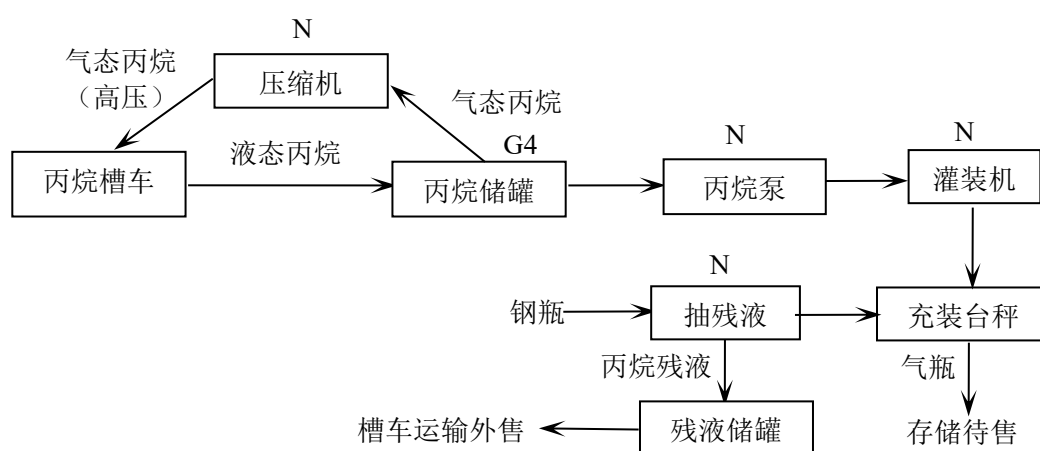 N
气态丙烷
（高压）
压缩机
气态丙烷
G4
N
N
丙烷槽车
液态丙烷
丙烷储罐
丙烷泵
灌装机
N
钢瓶
抽残液
充装台秤
丙烷残液
气瓶
槽车运输外售
残液储罐
存储待售